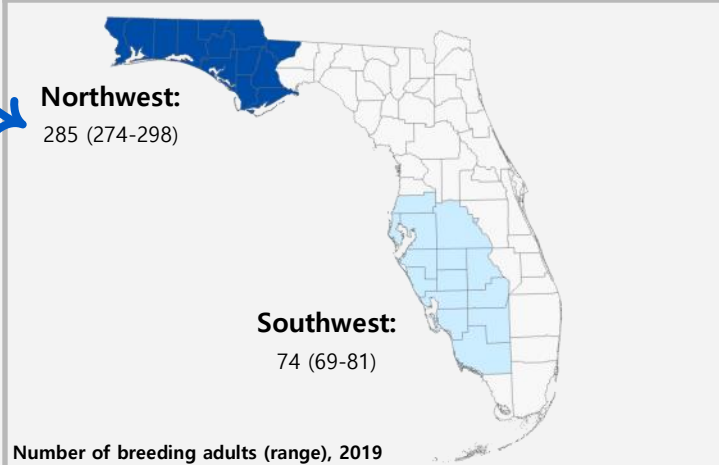 Northwest:
285 (274-298)
Southwest:
74 (69-81)
Number of breeding adults (range), 2019